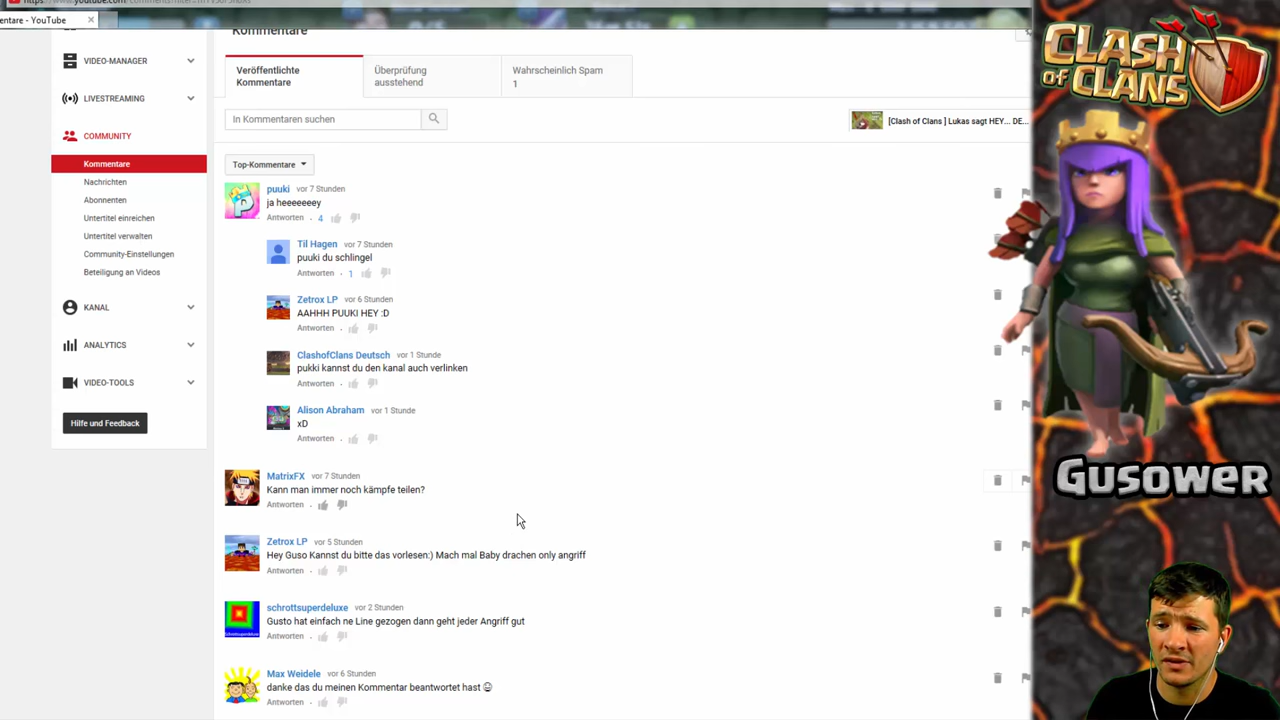 entare - YouTube ×
Kommentare
VIDEO-MANAGER
LIVESTREAMING
COMMUNITY
Kommentare
Nachrichten
Abonnenten
Untertitel einreichen
Untertitel verwalten
Community-Einstellungen
Beteiligung an Videos
KANAL
ANALYTICS
VIDEO-TOOLS
Hilfe und Feedback
Veröffentlichte
Kommentare
Überprüfung
ausstehend
Wahrscheinlich Spam
1
In Kommentaren suchen
[Clash of Clans ] Lukas sagt HEY... DE...
Top-Kommentare
puuki vor 7 Stunden
ja heeeeeeey
Antworten · 4
Til Hagen vor 7 Stunden
puuki du schlingel
Antworten · 1
Zetrox LP vor 6 Stunden
AAHHH PUUKI HEY :D
Antworten ·
ClashofClans Deutsch vor 1 Stunde
pukki kannst du den kanal auch verlinken
Antworten ·
Alison Abraham vor 1 Stunde
xD
Antworten ·
MatrixFX vor 7 Stunden
Kann man immer noch kämpfe teilen?
Antworten ·
Zetrox LP vor 5 Stunden
Hey Guso Kannst du bitte das vorlesen:) Mach mal Baby drachen only angriff
Antworten ·
schrottsuperdeluxe vor 2 Stunden
Gusto hat einfach ne Line gezogen dann geht jeder Angriff gut
Antworten ·
Max Weidele vor 6 Stunden
danke das du meinen Kommentar beantwortet hast 😊
Antworten ·
CLASH
OF CLANS
GUSOWER